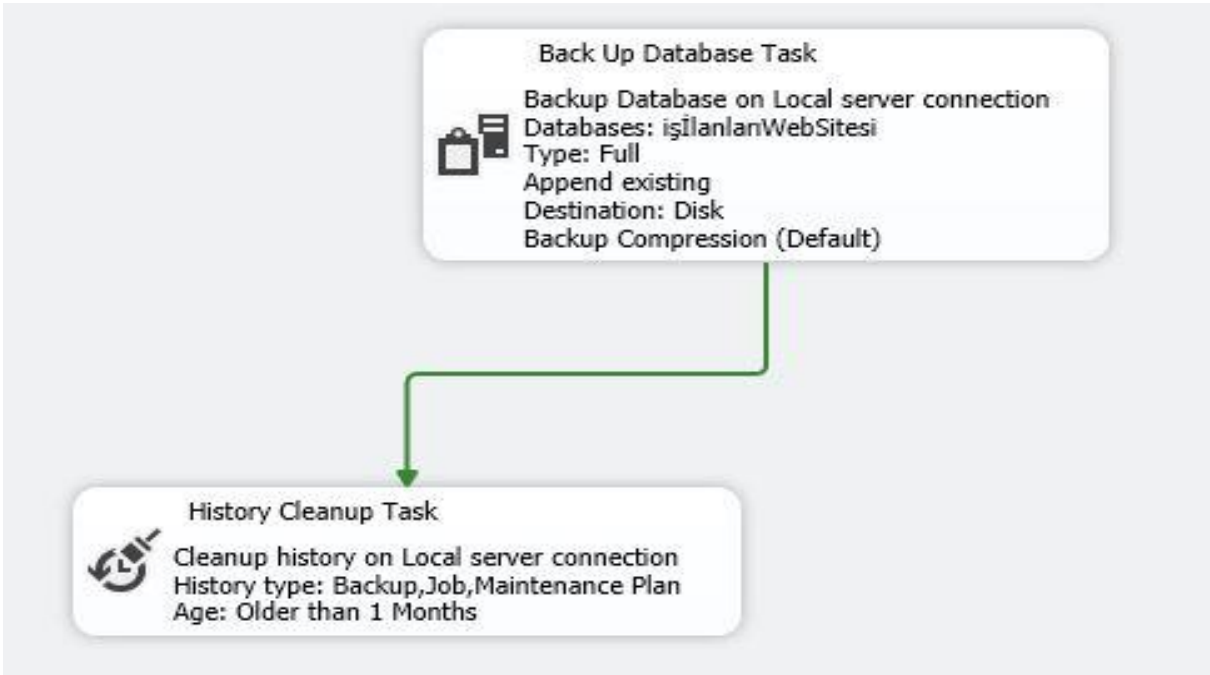 Back Up Database Task
Backup Database on Local server connection
Databases: işİlanlarıWebSitesi
Type: Full
Append existing
Destination: Disk
Backup Compression (Default)
History Cleanup Task
Cleanup history on Local server connection
History type: Backup,Job,Maintenance Plan
Age: Older than 1 Months